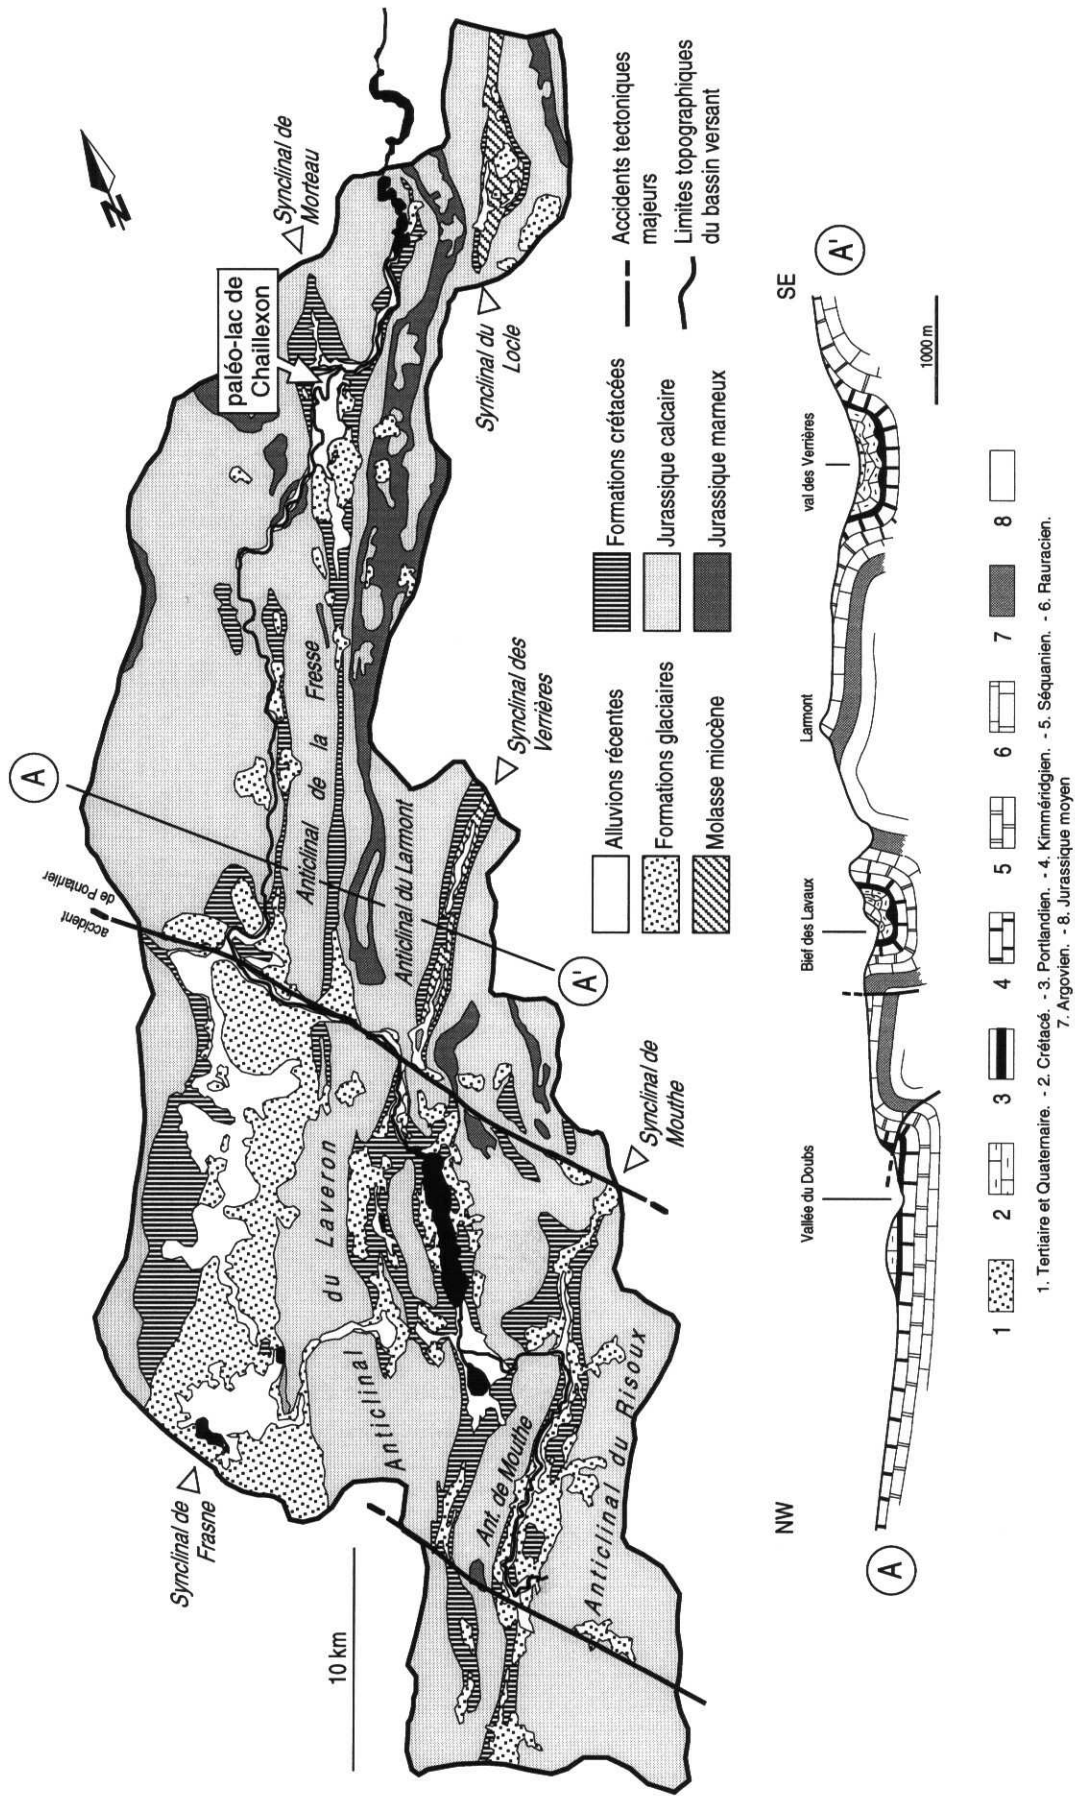 N
Synclinal de
Morteau
paléo-lac de
Chaillexon
Synclinal du
Locle
A
accident
de Pontarlier
Anticlinal de la Fresse
Anticlinal du Larmont
Synclinal des
Verrières
A'
Synclinal de
Frasne
Anticlinal du Laveron
Synclinal de
Mouthe
Ant. de Mouthe
Anticlinal du Risoux
10 km
Alluvions récentes
Formations glaciaires
Molasse miocène
Formations crétacées
Jurassique calcaire
Jurassique marneux
Accidents tectoniques
majeurs
Limites topographiques
du bassin versant
NW
SE
A
A'
Vallée du Doubs
Bief des Lavaux
Larmont
val des Verrières
1000 m
1 2 3 4 5 6 7 8
1. Tertiaire et Quaternaire. - 2. Crétacé. - 3. Portlandien. - 4. Kimméridgien. - 5. Séquanien. - 6. Rauracien.
7. Argovien. - 8. Jurassique moyen